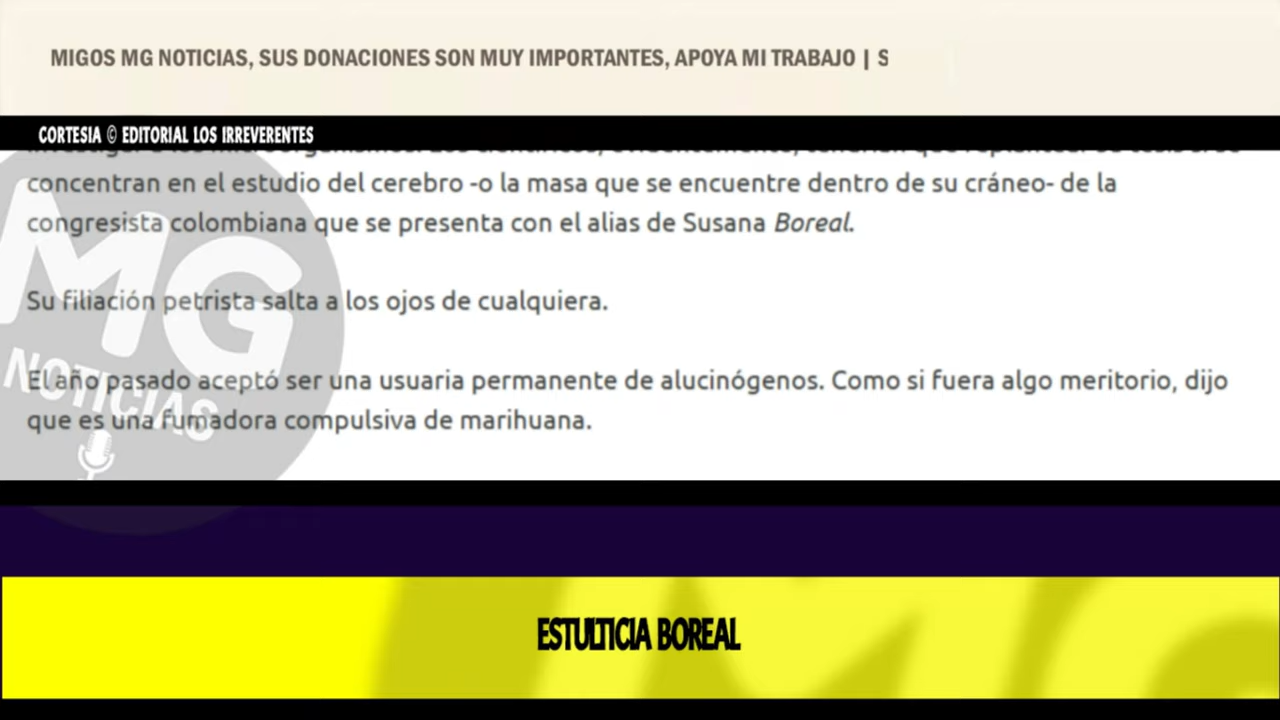 MIGOS MG NOTICIAS, SUS DONACIONES SON MUY IMPORTANTES, APOYA MI TRABAJO | S
CORTESIA © EDITORIAL LOS IRREVERENTES
concentran en el estudio del cerebro -o la masa que se encuentre dentro de su cráneo- de la
congresista colombiana que se presenta con el alias de Susana Boreal.
Su filiación petrista salta a los ojos de cualquiera.
El año pasado aceptó ser una usuaria permanente de alucinógenos. Como si fuera algo meritorio, dijo
que es una fumadora compulsiva de marihuana.
MG
NOTICIAS
ESTULTICIA BOREAL